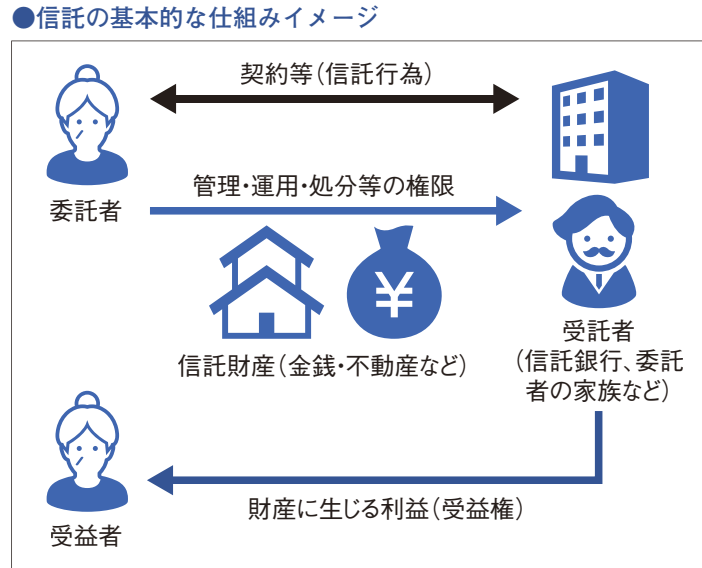 ●信託の基本的な仕組みイメージ
契約等(信託行為)
委託者
管理・運用・処分等の権限
¥
信託財産(金銭・不動産など)
受託者
(信託銀行、委託
者の家族など)
財産に生じる利益(受益権)
受益者